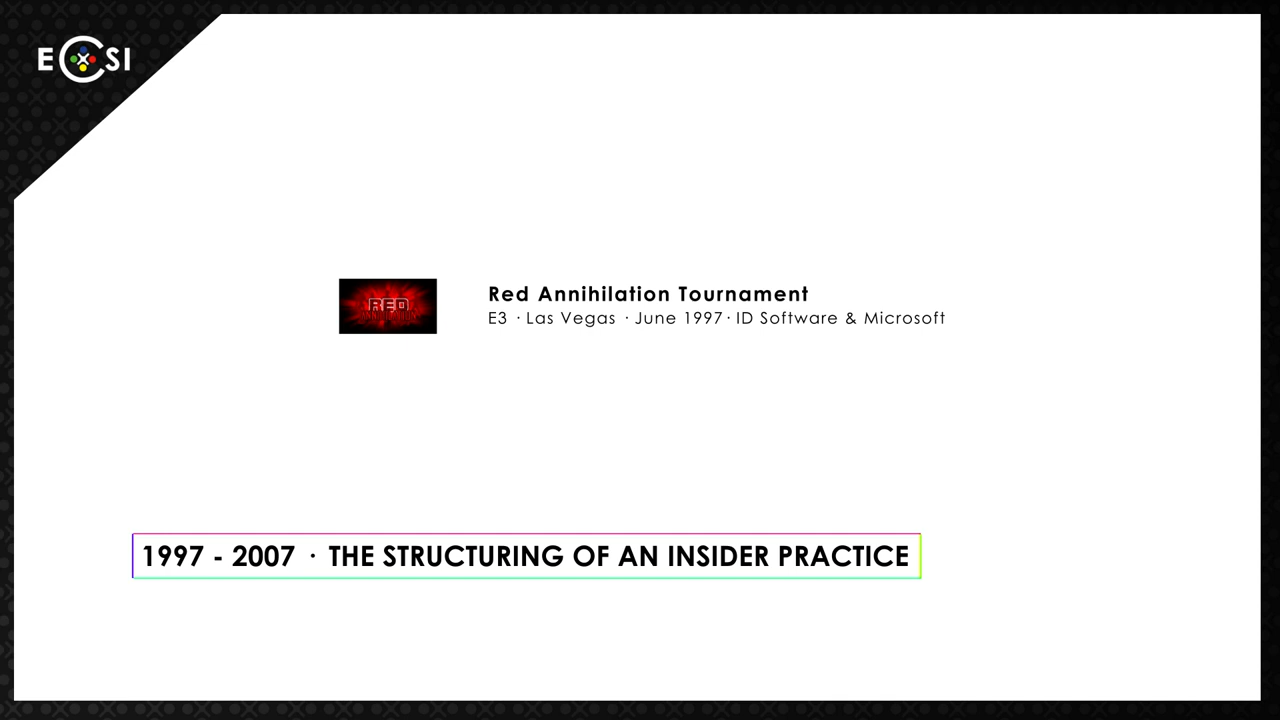 ECSI
RED
ANNIHILATION
Red Annihilation Tournament
E3 · Las Vegas · June 1997 · ID Software & Microsoft
1997 - 2007 · THE STRUCTURING OF AN INSIDER PRACTICE